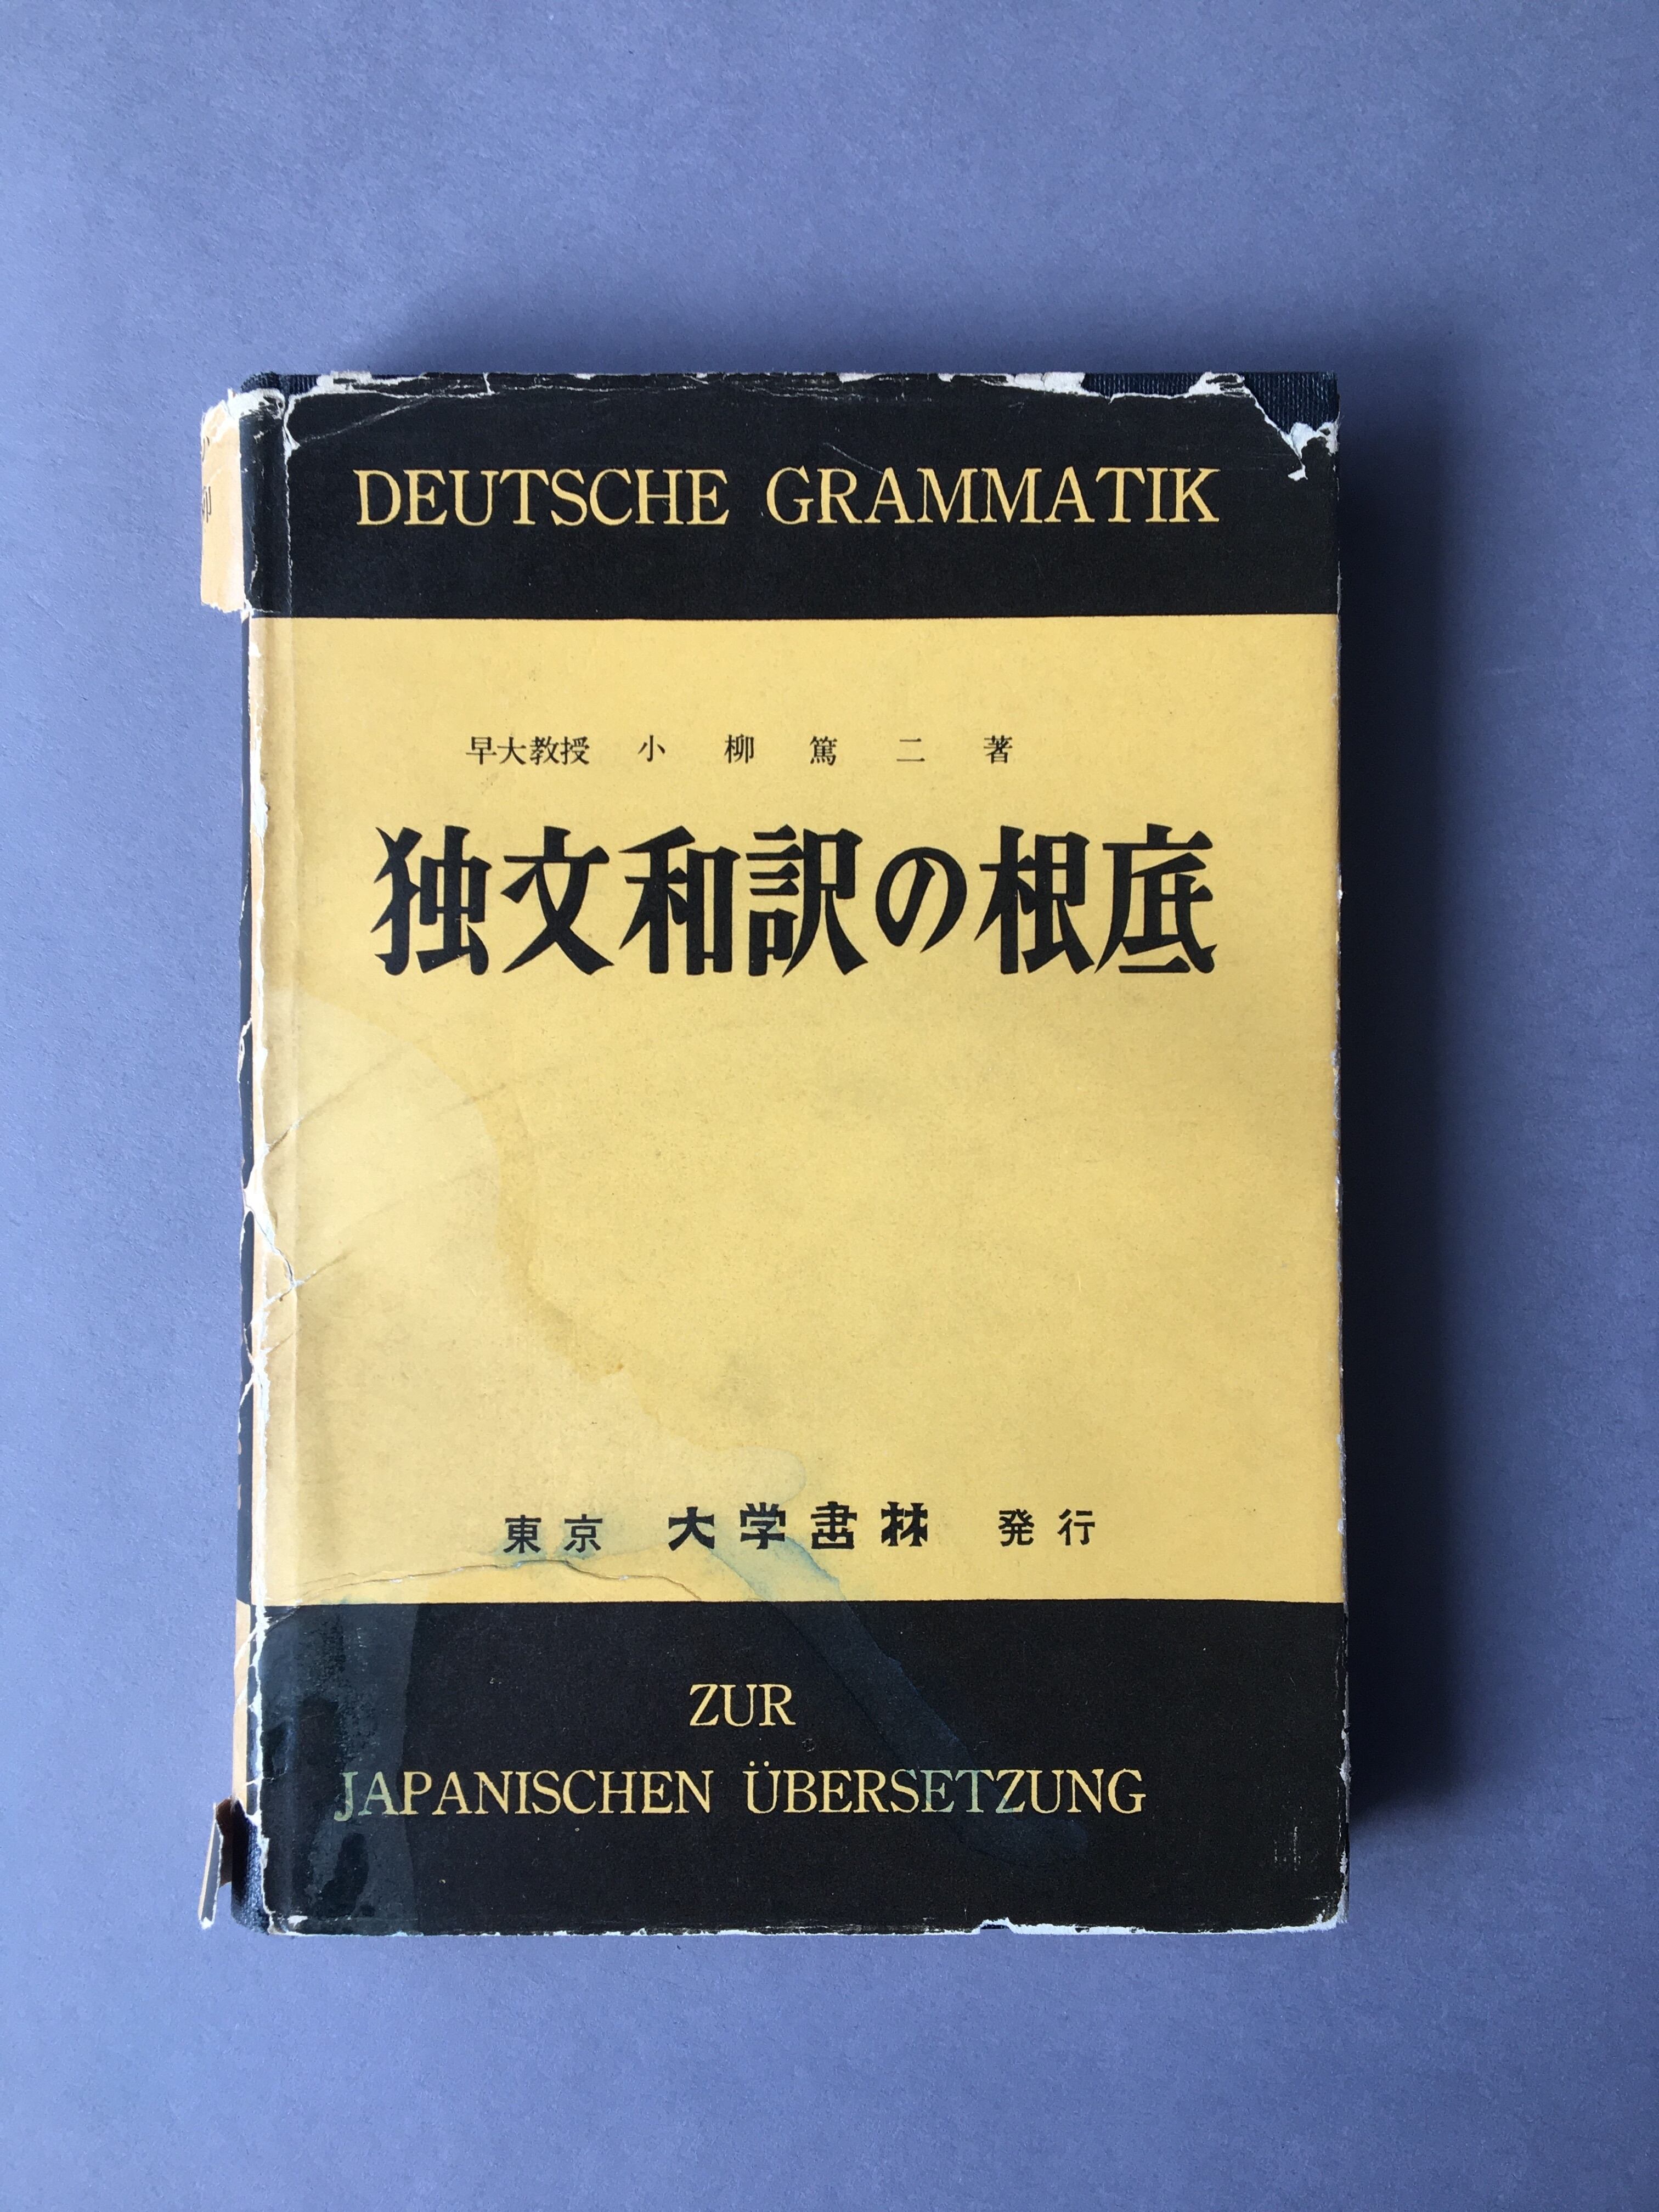 DEUTSCHE GRAMMATIK
早大教授 小柳篤二著
独文和訳の根底
東京 大学書林 発行
ZUR
JAPANISCHEN ÜBERSETZUNG